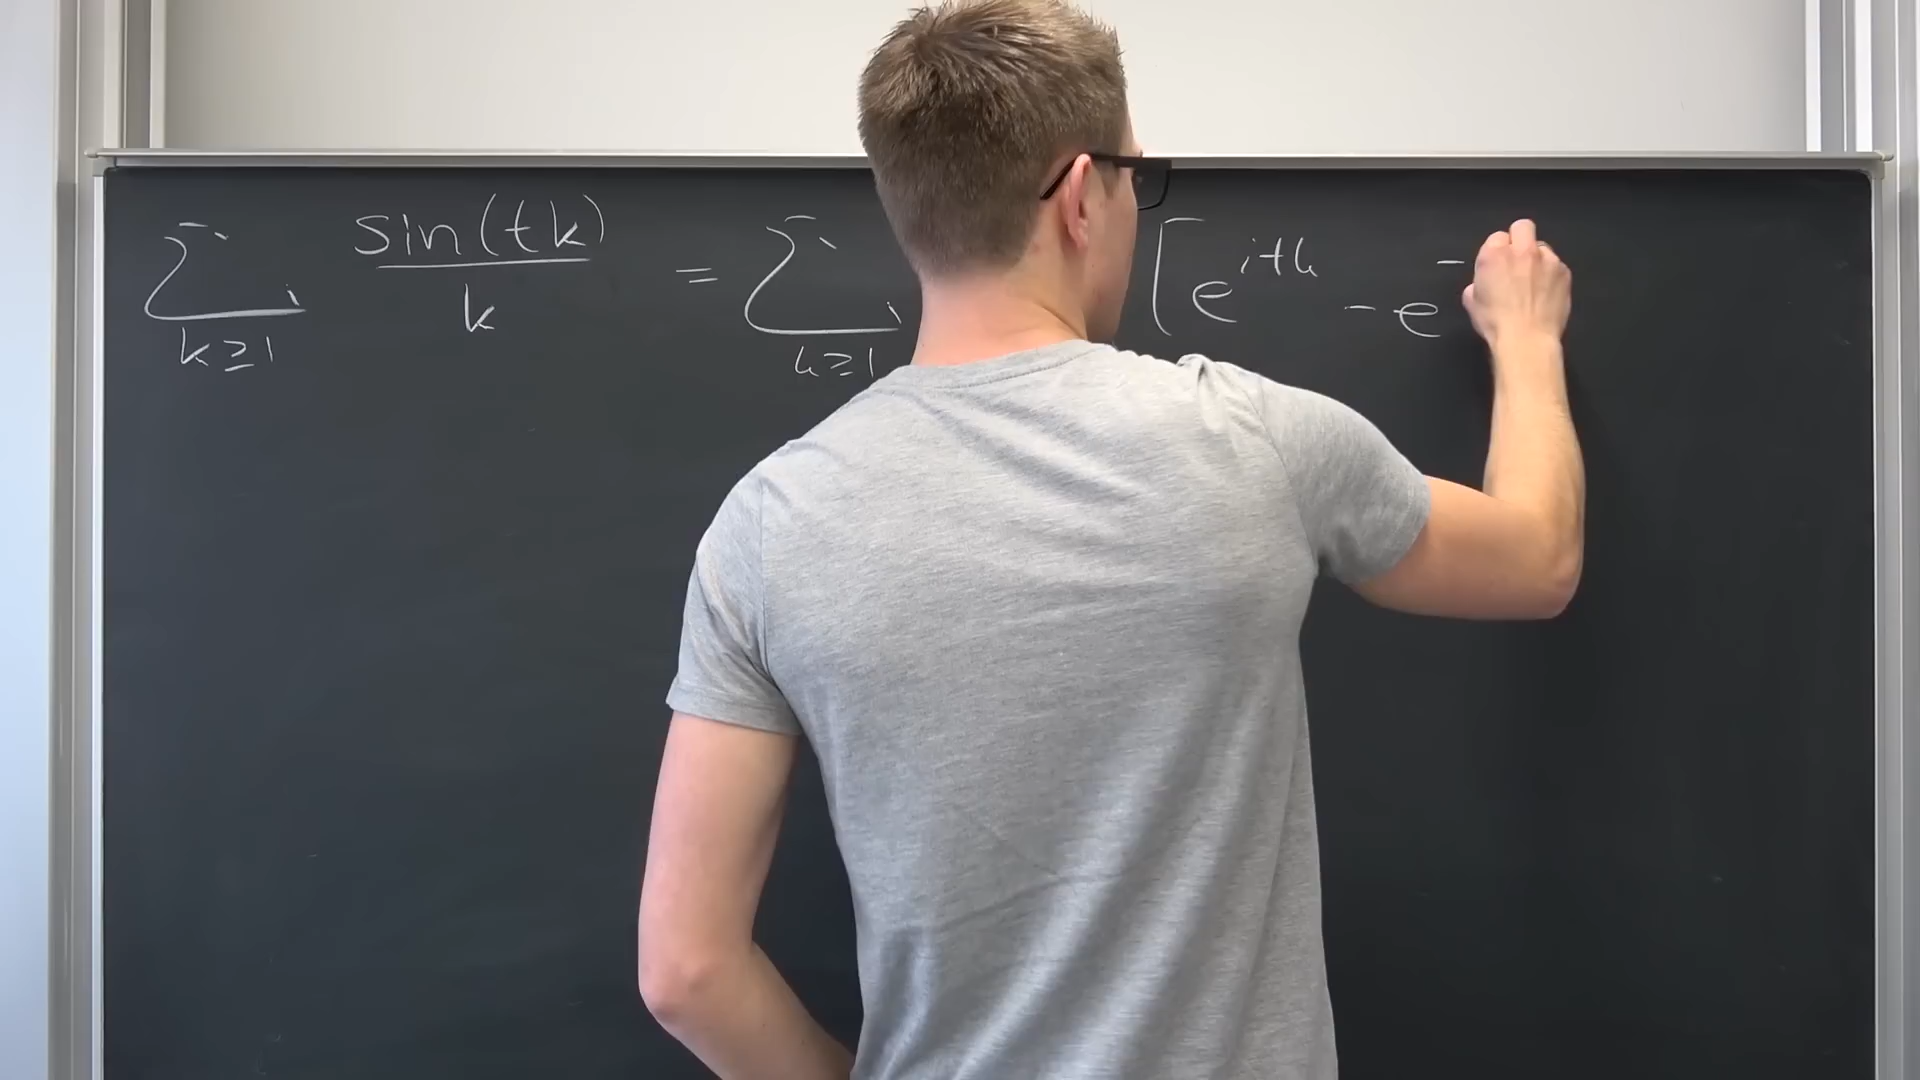 ∑ k≥1 sin(tk)/k = ∑ k≥1 [e^{itk} - e^{-